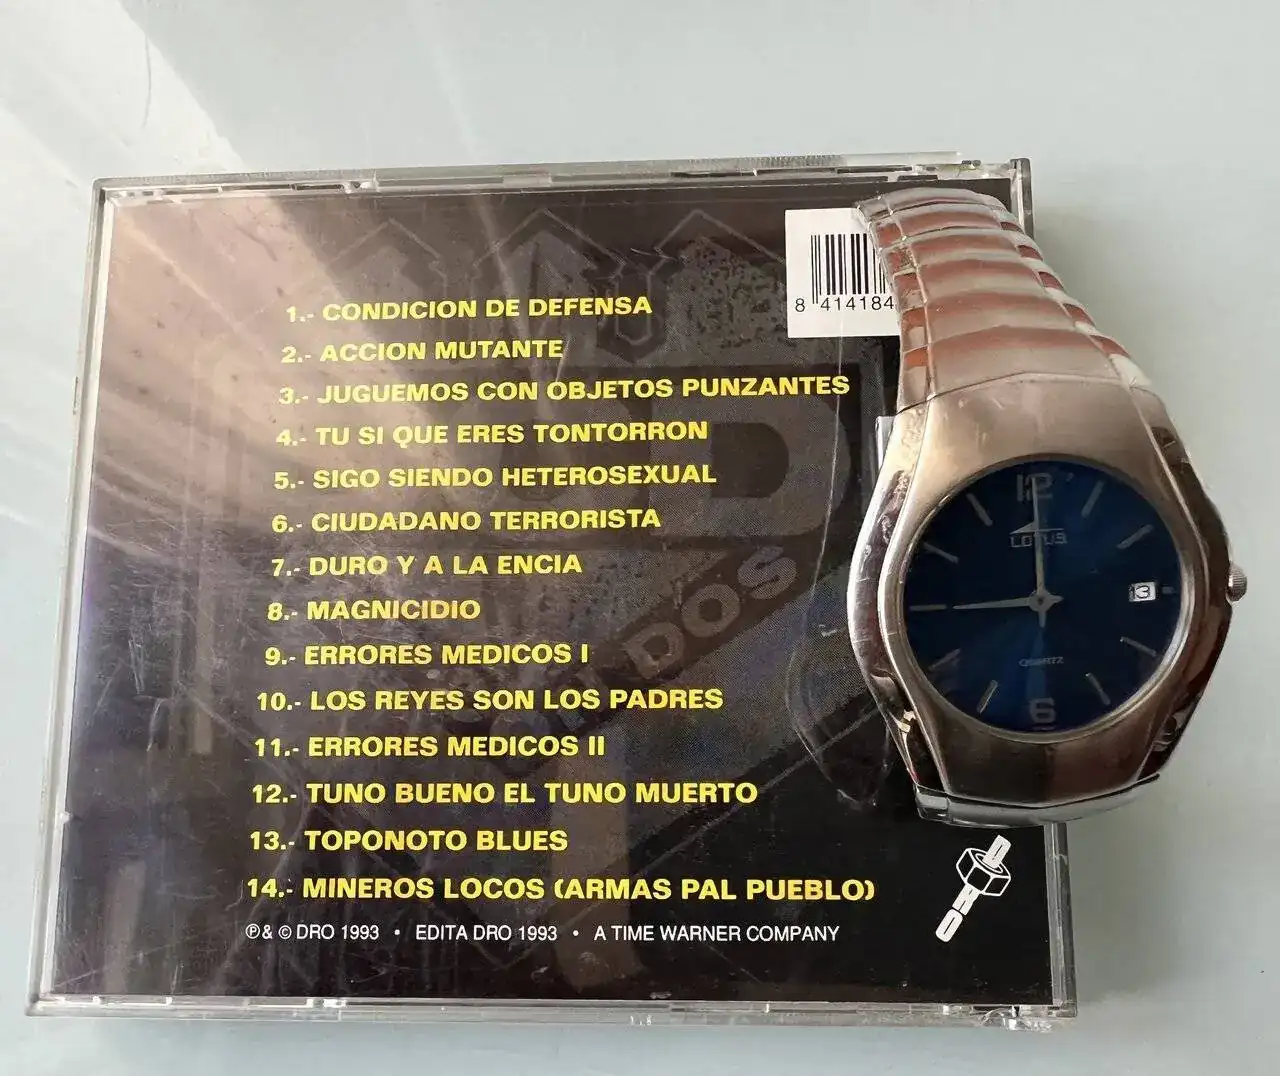 8 414184
1.- CONDICION DE DEFENSA
2.- ACCION MUTANTE
3.- JUGUEMOS CON OBJETOS PUNZANTES
4.- TU SI QUE ERES TONTORRON
5.- SIGO SIENDO HETEROSEXUAL
6.- CIUDADANO TERRORISTA
7.- DURO Y A LA ENCIA
8.- MAGNICIDIO
9.- ERRORES MEDICOS I
10.- LOS REYES SON LOS PADRES
11.- ERRORES MEDICOS II
12.- TUNO BUENO EL TUNO MUERTO
13.- TOPONOTO BLUES
14.- MINEROS LOCOS (ARMAS PAL PUEBLO)
℗ & © DRO 1993 • EDITA DRO 1993 • A TIME WARNER COMPANY
DRO
12
LOTUS
13
QUARTZ
6